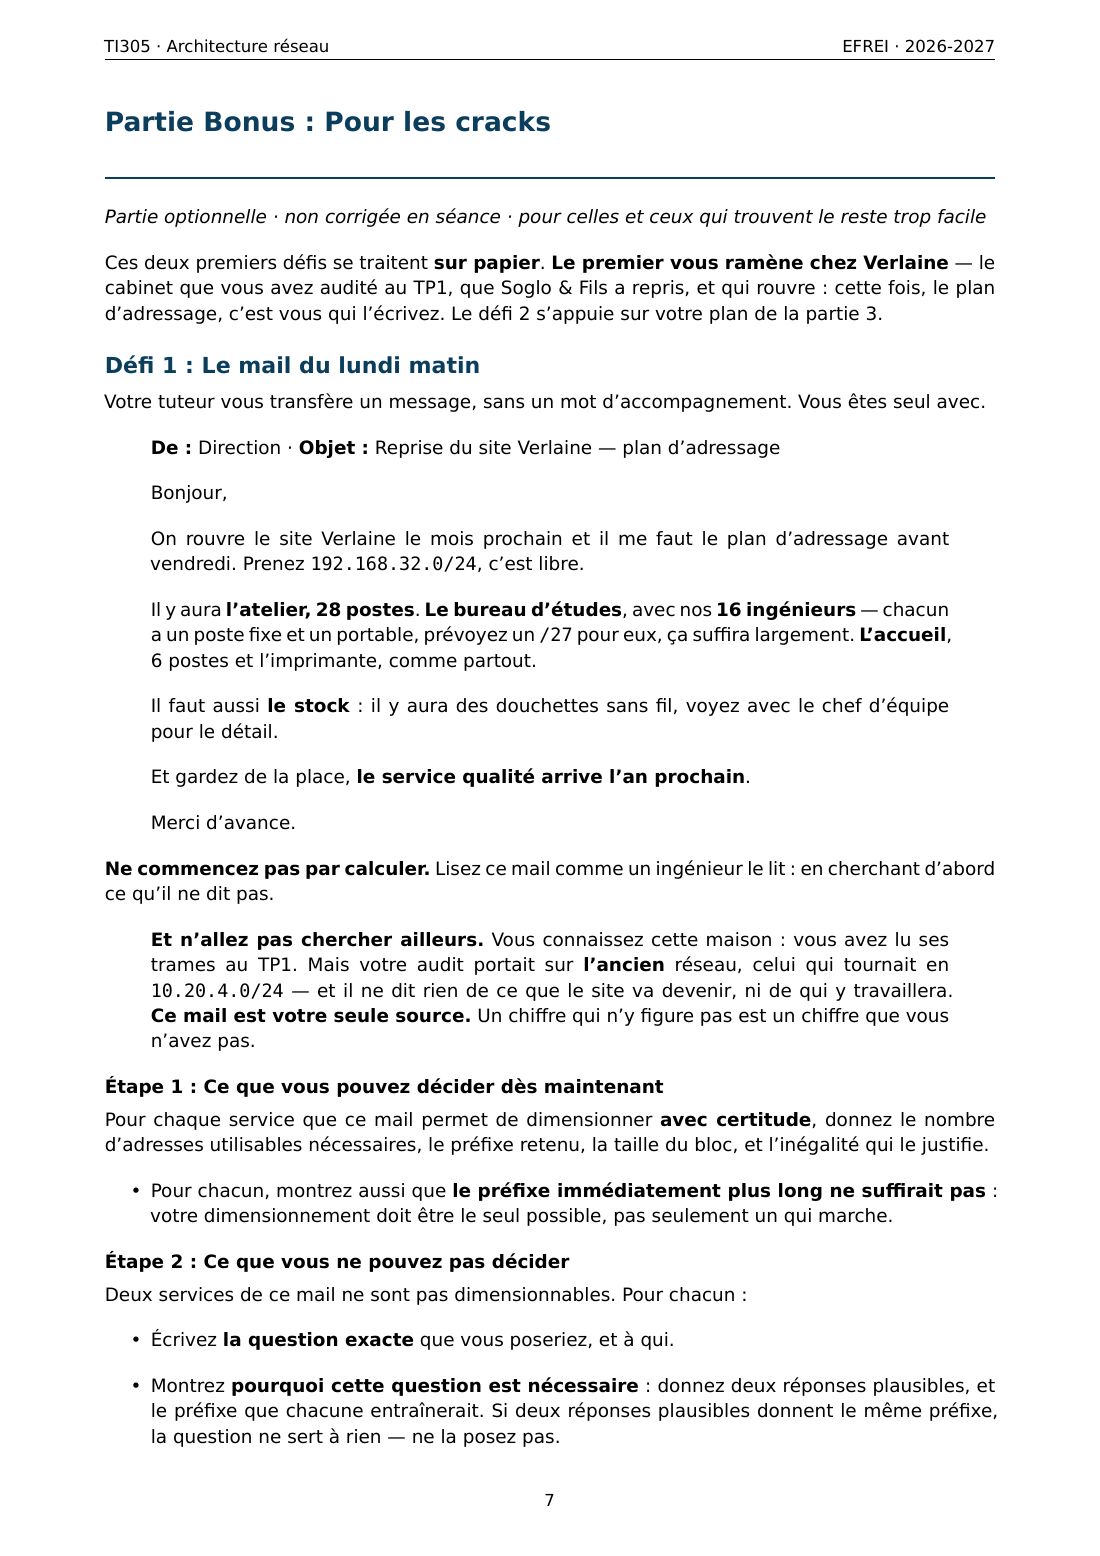 TI305 · Architecture réseau
EFREI · 2026-2027
Partie Bonus : Pour les cracks
Partie optionnelle · non corrigée en séance · pour celles et ceux qui trouvent le reste trop facile
Ces deux premiers défis se traitent sur papier. Le premier vous ramène chez Verlaine — le
cabinet que vous avez audité au TP1, que Soglo & Fils a repris, et qui rouvre : cette fois, le plan
d’adressage, c’est vous qui l’écrivez. Le défi 2 s’appuie sur votre plan de la partie 3.
Défi 1 : Le mail du lundi matin
Votre tuteur vous transfère un message, sans un mot d’accompagnement. Vous êtes seul avec.
De : Direction · Objet : Reprise du site Verlaine — plan d’adressage
Bonjour,
On rouvre le site Verlaine le mois prochain et il me faut le plan d’adressage avant
vendredi. Prenez 192.168.32.0/24, c’est libre.
Il y aura l’atelier, 28 postes. Le bureau d’études, avec nos 16 ingénieurs — chacun
a un poste fixe et un portable, prévoyez un /27 pour eux, ça suffira largement. L’accueil,
6 postes et l’imprimante, comme partout.
Il faut aussi le stock : il y aura des douchettes sans fil, voyez avec le chef d’équipe
pour le détail.
Et gardez de la place, le service qualité arrive l’an prochain.
Merci d’avance.
Ne commencez pas par calculer. Lisez ce mail comme un ingénieur le lit : en cherchant d’abord
ce qu’il ne dit pas.
Et n’allez pas chercher ailleurs. Vous connaissez cette maison : vous avez lu ses
trames au TP1. Mais votre audit portait sur l’ancien réseau, celui qui tournait en
10.20.4.0/24 — et il ne dit rien de ce que le site va devenir, ni de qui y travaillera.
Ce mail est votre seule source. Un chiffre qui n’y figure pas est un chiffre que vous
n’avez pas.
Étape 1 : Ce que vous pouvez décider dès maintenant
Pour chaque service que ce mail permet de dimensionner avec certitude, donnez le nombre
d’adresses utilisables nécessaires, le préfixe retenu, la taille du bloc, et l’inégalité qui le justifie.
• Pour chacun, montrez aussi que le préfixe immédiatement plus long ne suffirait pas :
votre dimensionnement doit être le seul possible, pas seulement un qui marche.
Étape 2 : Ce que vous ne pouvez pas décider
Deux services de ce mail ne sont pas dimensionnables. Pour chacun :
• Écrivez la question exacte que vous poseriez, et à qui.
• Montrez pourquoi cette question est nécessaire : donnez deux réponses plausibles, et
le préfixe que chacune entraînerait. Si deux réponses plausibles donnent le même préfixe,
la question ne sert à rien — ne la posez pas.
7